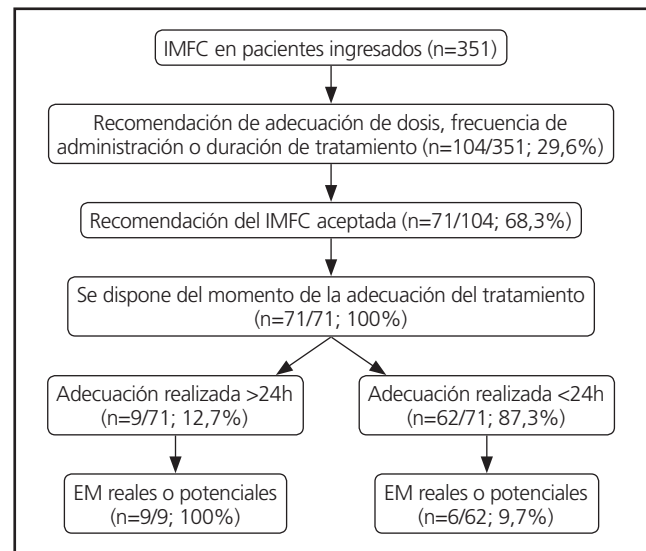 IMFC en pacientes ingresados (n=351)
Recomendación de adecuación de dosis, frecuencia de
administración o duración de tratamiento (n=104/351; 29,6%)
Recomendación del IMFC aceptada (n=71/104; 68,3%)
Se dispone del momento de la adecuación del tratamiento
(n=71/71; 100%)
Adecuación realizada >24h
(n=9/71; 12,7%)
Adecuación realizada <24h
(n=62/71; 87,3%)
EM reales o potenciales
(n=9/9; 100%)
EM reales o potenciales
(n=6/62; 9,7%)